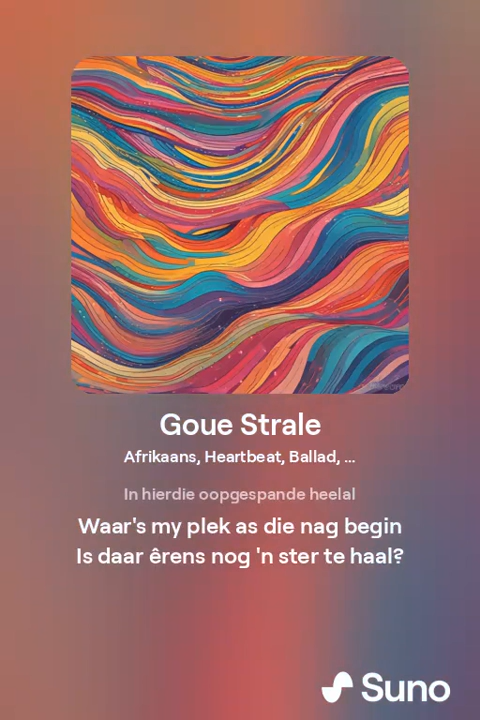 Goue Strale
Afrikaans, Heartbeat, Ballad, ...
In hierdie oopgespande heelal
Waar's my plek as die nag begin
Is daar êrens nog 'n ster te haal?
Suno